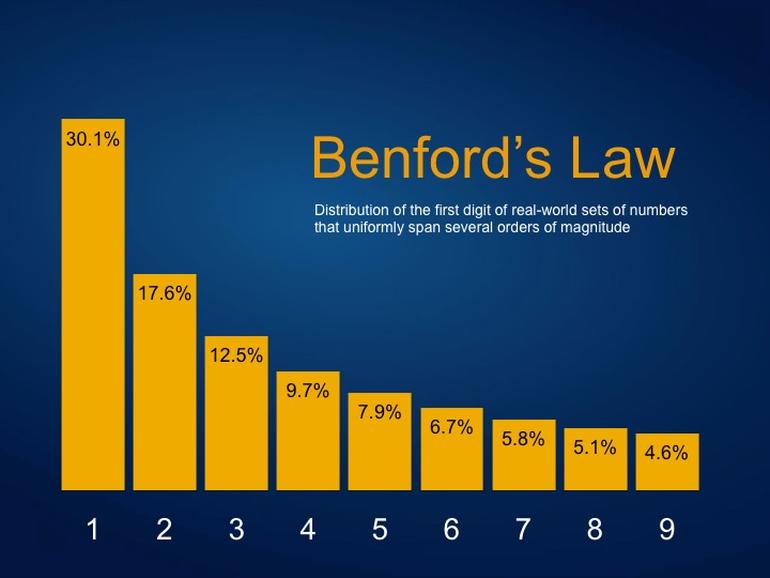 Benford’s Law
Distribution of the first digit of real-world sets of numbers
that uniformly span several orders of magnitude
30.1%
17.6%
12.5%
9.7%
7.9%
6.7%
5.8%
5.1%
4.6%
1 2 3 4 5 6 7 8 9